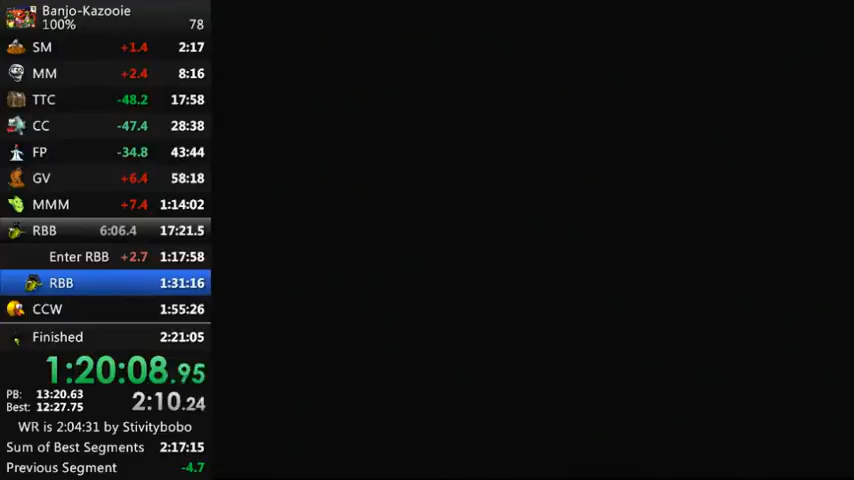 Banjo-Kazooie
100% 78
SM +1.4 2:17
MM +2.4 8:16
TTC -48.2 17:58
CC -47.4 28:38
FP -34.8 43:44
GV +6.4 58:18
MMM +7.4 1:14:02
RBB 6:06.4 17:21.5
Enter RBB +2.7 1:17:58
RBB 1:31:16
CCW 1:55:26
Finished 2:21:05
1:20:08.95
PB: 13:20.63
Best: 12:27.75
2:10.24
WR is 2:04:31 by Stivitybobo
Sum of Best Segments 2:17:15
Previous Segment -4.7